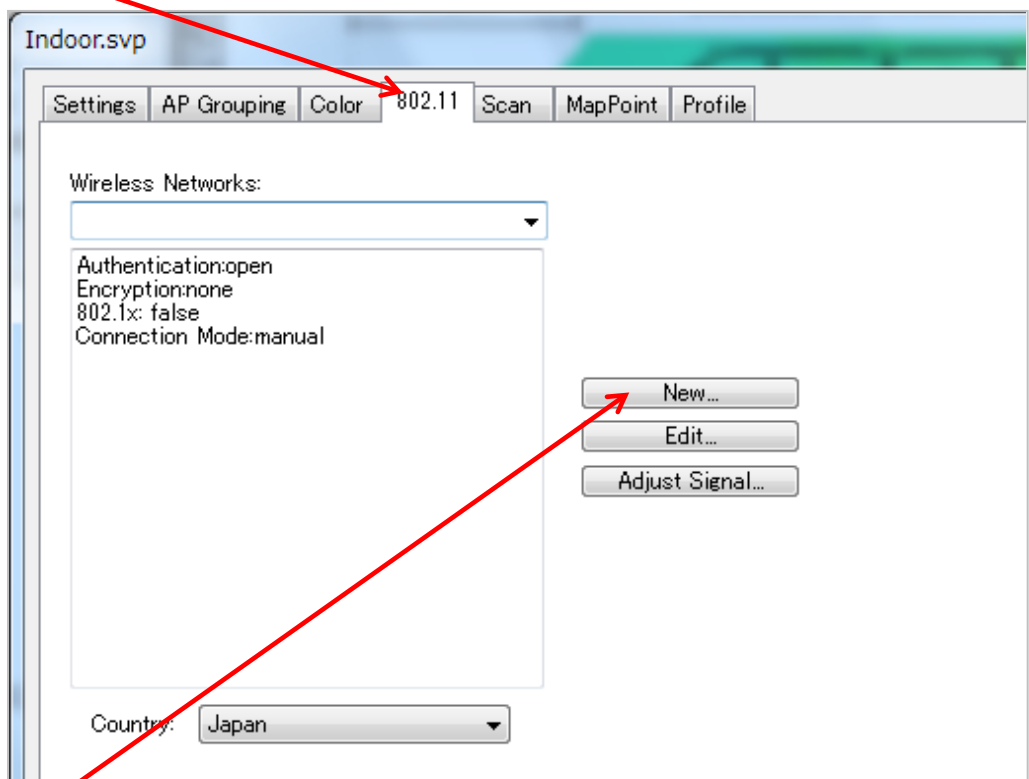 Indoor.svp
Settings AP Grouping Color 802.11 Scan MapPoint Profile
Wireless Networks:
Authentication:open
Encryption:none
802.1x: false
Connection Mode:manual
New...
Edit...
Adjust Signal...
Country: Japan